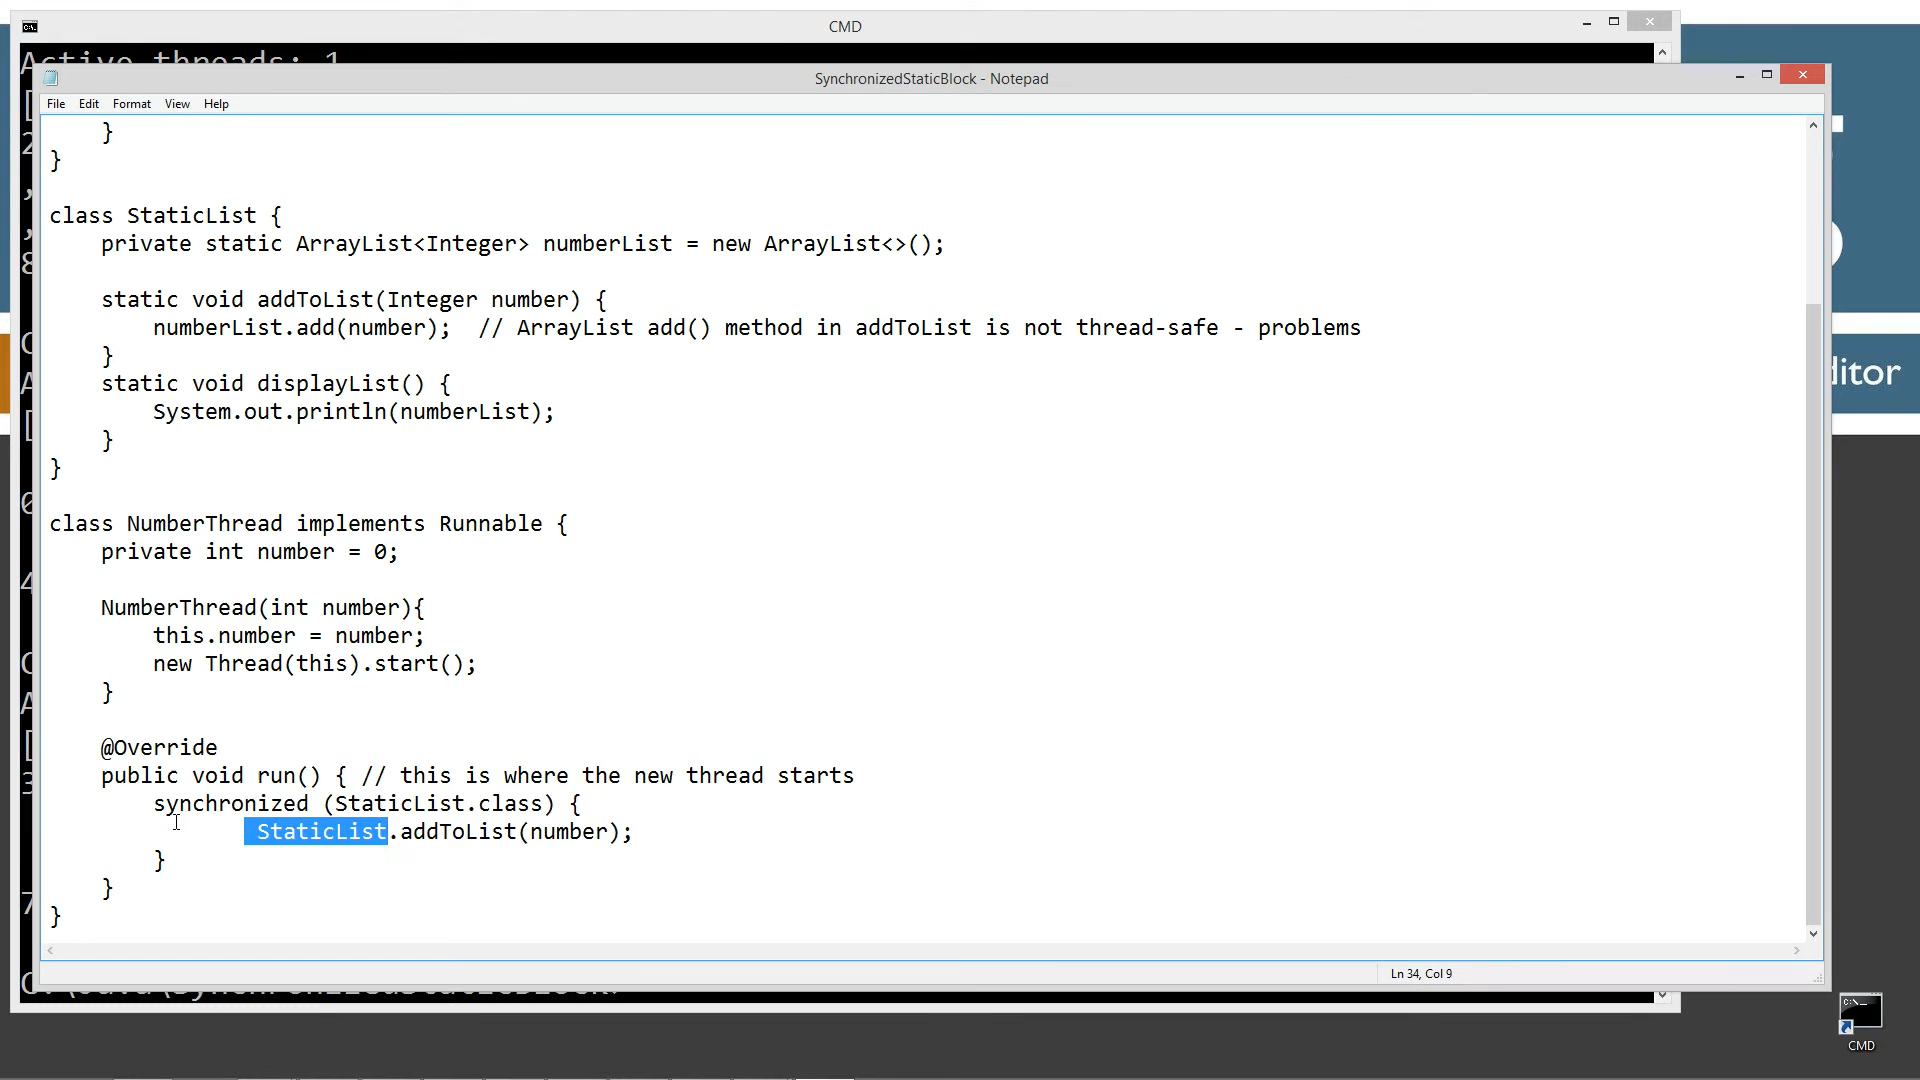 CMD
Active threads: 1
SynchronizedStaticBlock - Notepad
File Edit Format View Help
}
}
class StaticList {
private static ArrayList<Integer> numberList = new ArrayList<>();
static void addToList(Integer number) {
numberList.add(number);  // ArrayList add() method in addToList is not thread-safe - problems
}
static void displayList() {
System.out.println(numberList);
}
}
class NumberThread implements Runnable {
private int number = 0;
NumberThread(int number){
this.number = number;
new Thread(this).start();
}
@Override
public void run() { // this is where the new thread starts
synchronized (StaticList.class) {
StaticList.addToList(number);
}
}
}
Ln 34, Col 9
CMD